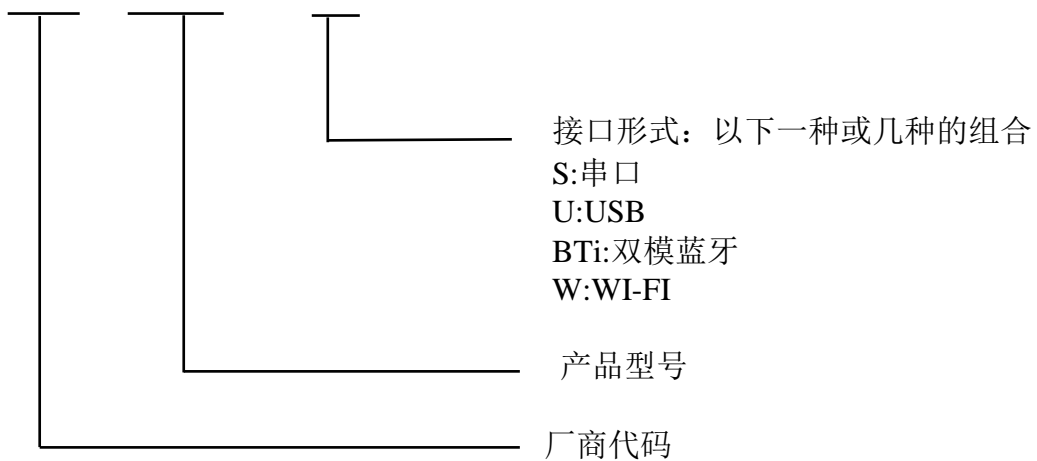 接口形式：以下一种或几种的组合
S:串口
U:USB
BTi:双模蓝牙
W:WI-FI
产品型号
厂商代码